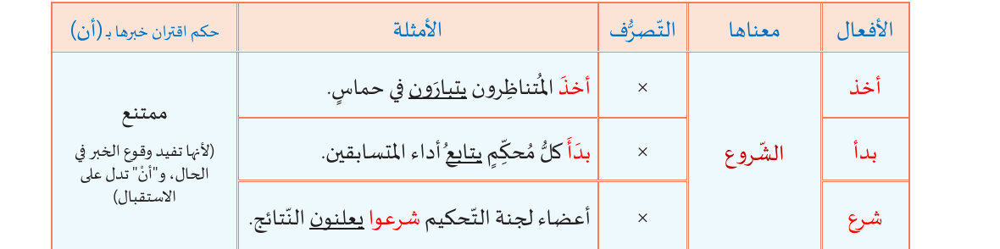 الأفعال معناها التّصرُّف الأمثلة حكم اقتران خبرها بـ (أن)
أخذ × أخذَ المُتناظِرون يتبارَون في حماسٍ.
بدأ الشّروع × بدَأَ كلُّ مُحكِّمٍ يتابعُ أداء المتسابقين.
شرع × أعضاء لجنة التّحكيم شرعوا يعلنون النّتائج.
ممتنع
(لأنها تفيد وقوع الخبر في
الحال، و"أنْ" تدل على
الاستقبال)